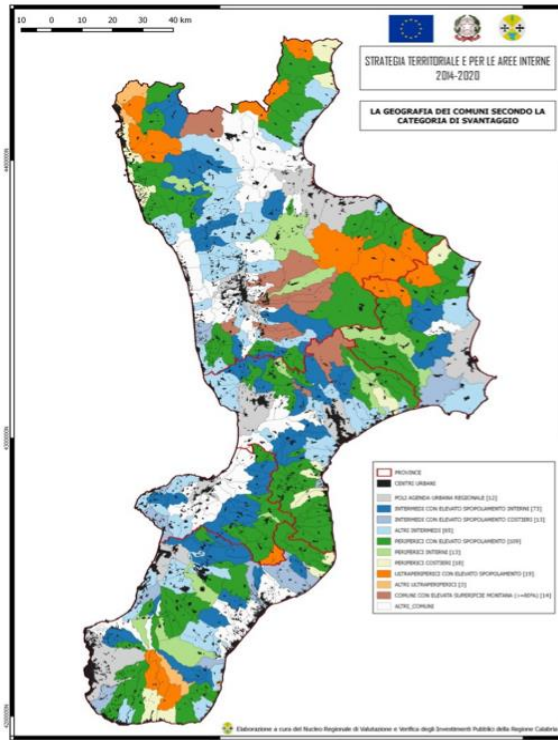 10 0 10 20 30 40 km
STRATEGIA TERRITORIALE E PER LE AREE INTERNE
2014-2020
LA GEOGRAFIA DEI COMUNI SECONDO LA
CATEGORIA DI SVANTAGGIO
PROVINCE
CENTRI URBANI
POLI AGENDA URBANA REGIONALE [12]
INTERMEDI CON ELEVATO SPOPOLAMENTO INTERNI [73]
INTERMEDI CON ELEVATO SPOPOLAMENTO COSTIERI [13]
ALTRI INTERMEDI [65]
PERIFERICI CON ELEVATO SPOPOLAMENTO [109]
PERIFERICI INTERNI [13]
PERIFERICI COSTIERI [18]
ULTRAPERIFERICI CON ELEVATO SPOPOLAMENTO [19]
ALTRI ULTRAPERIFERICI [3]
COMUNI CON ELEVATA SUPERFICIE MONTANA (>=80%) [14]
ALTRI_COMUNI
Elaborazione a cura del Nucleo Regionale di Valutazione e Verifica degli Investimenti Pubblici della Regione Calabria